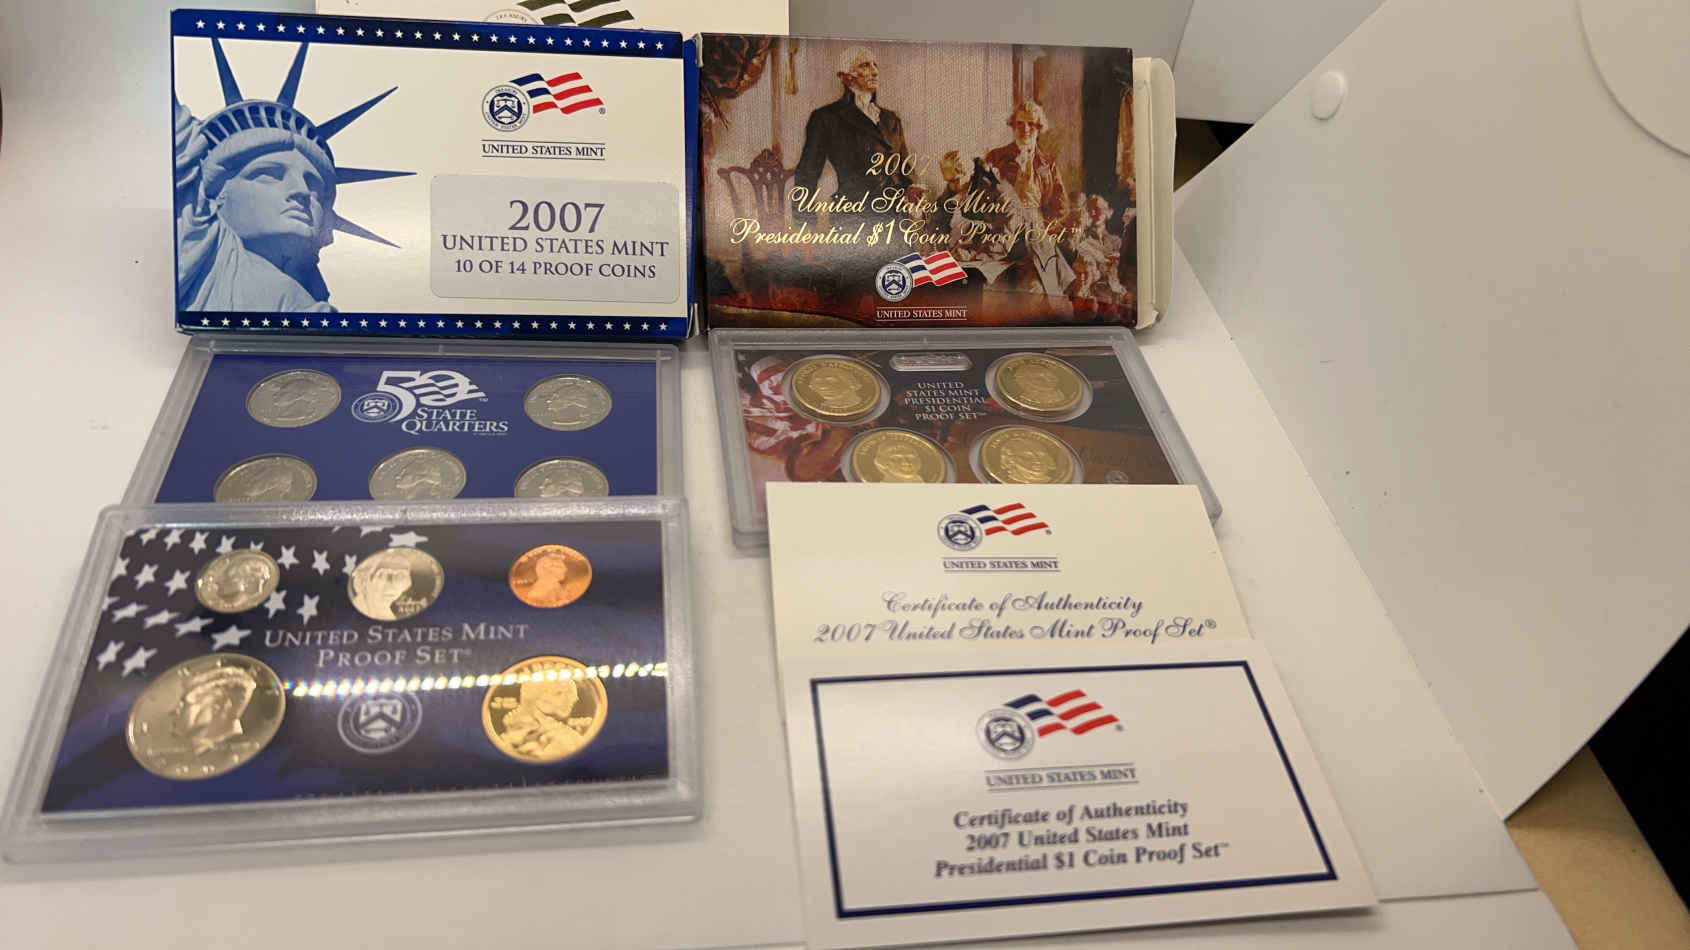 UNITED STATES MINT
2007
UNITED STATES MINT
10 OF 14 PROOF COINS
2007
United States Mint
Presidential $1 Coin Proof Set™
UNITED STATES MINT
50
STATE
QUARTERS
UNITED
STATES MINT
PRESIDENTIAL
$1 COIN
PROOF SET™
UNITED STATES MINT
PROOF SET®
UNITED STATES MINT
Certificate of Authenticity
2007 United States Mint Proof Set®
UNITED STATES MINT
Certificate of Authenticity
2007 United States Mint
Presidential $1 Coin Proof Set™